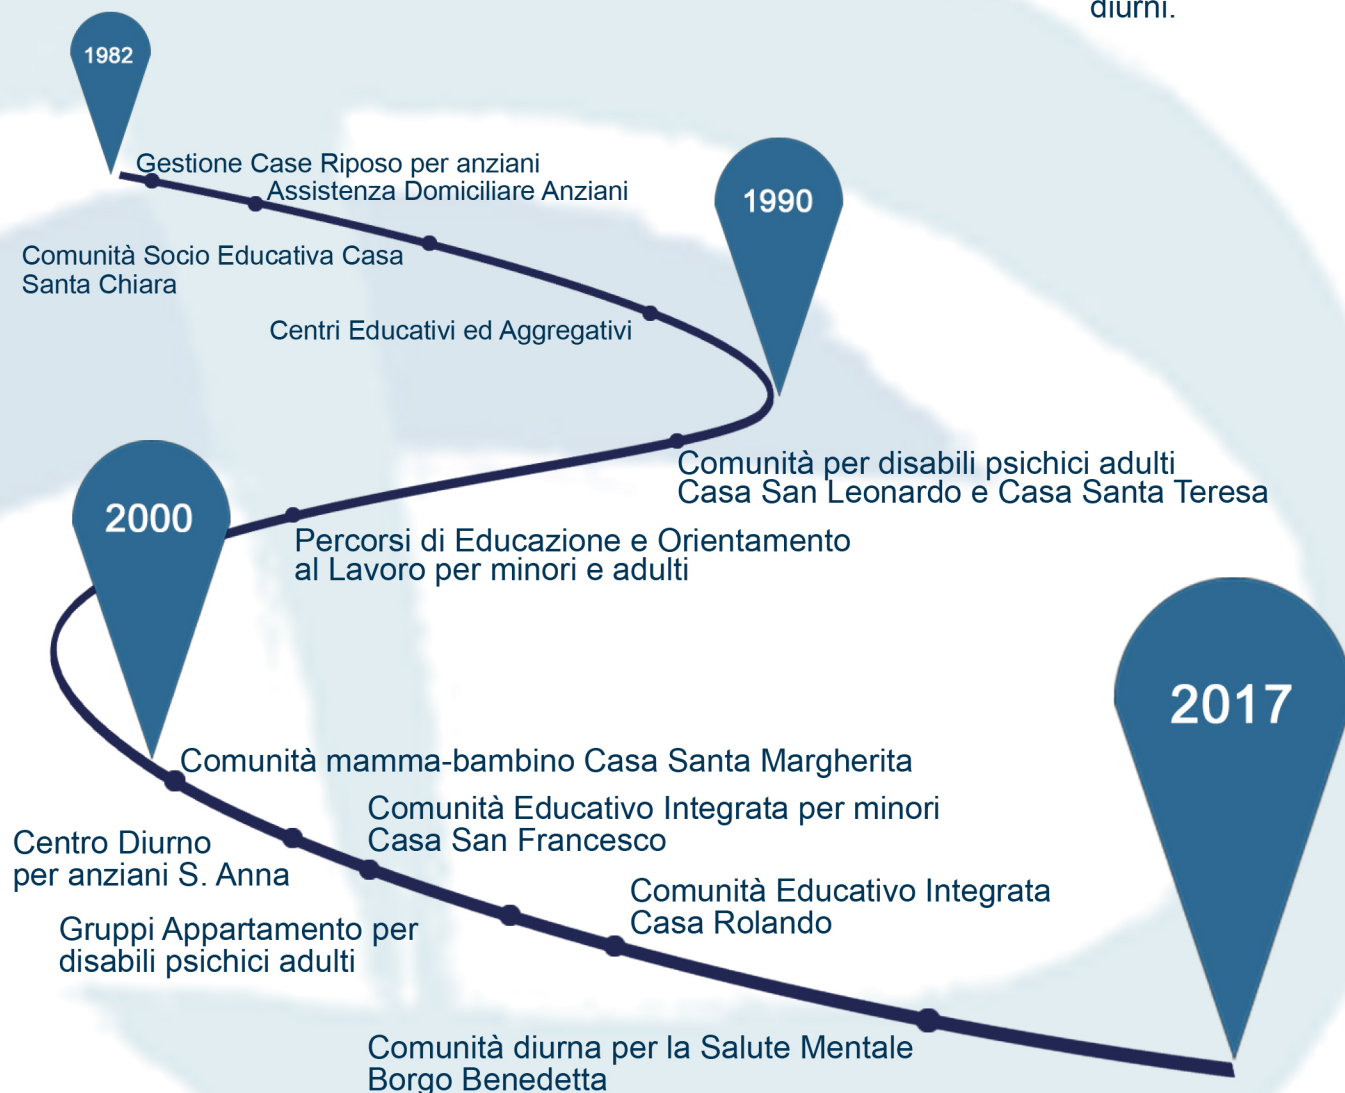 diurni.
1982
Gestione Case Riposo per anziani
Assistenza Domiciliare Anziani
1990
Comunità Socio Educativa Casa
Santa Chiara
Centri Educativi ed Aggregativi
Comunità per disabili psichici adulti
Casa San Leonardo e Casa Santa Teresa
2000
Percorsi di Educazione e Orientamento
al Lavoro per minori e adulti
2017
Comunità mamma-bambino Casa Santa Margherita
Comunità Educativo Integrata per minori
Casa San Francesco
Centro Diurno
per anziani S. Anna
Comunità Educativo Integrata
Casa Rolando
Gruppi Appartamento per
disabili psichici adulti
Comunità diurna per la Salute Mentale
Borgo Benedetta